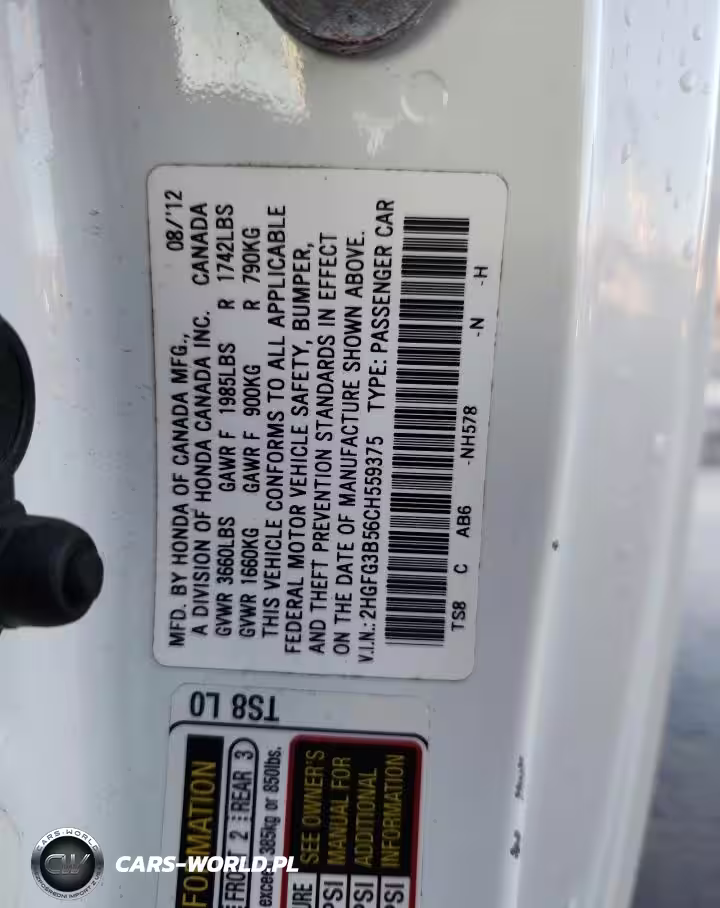 MFD. BY HONDA OF CANADA MFG., 08/'12
A DIVISION OF HONDA CANADA INC. CANADA
GVWR 3660LBS GAWR F 1985LBS R 1742LBS
GVWR 1660KG GAWR F 900KG R 790KG
THIS VEHICLE CONFORMS TO ALL APPLICABLE
FEDERAL MOTOR VEHICLE SAFETY, BUMPER,
AND THEFT PREVENTION STANDARDS IN EFFECT
ON THE DATE OF MANUFACTURE SHOWN ABOVE.
V.I.N.: 2HGFG3B56CH559375 TYPE: PASSENGER CAR
TS8 C AB6 -NH578 -N -H
TS8 L0
FORMATION
FRONT 2 REAR 3
385kg or 850lbs.
SEE OWNER'S
MANUAL FOR
ADDITIONAL
INFORMATION
PSI
PSI
PSI
CARS-WORLD
CW
CARS-WORLD.PL